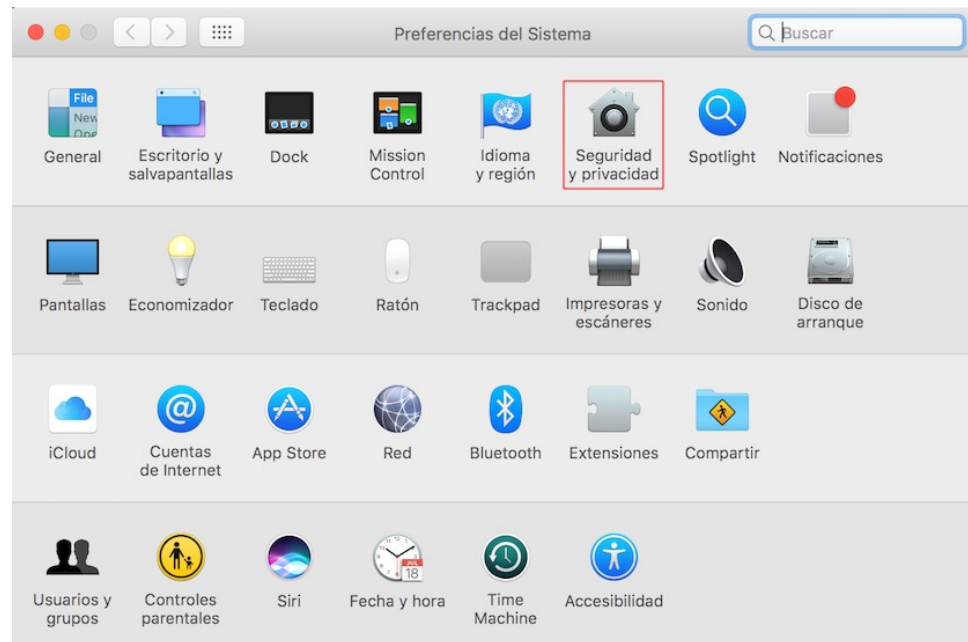 Preferencias del Sistema
Buscar
File
New
Ope
General
Escritorio y
salvapantallas
Dock
Mission
Control
Idioma
y región
Seguridad
y privacidad
Spotlight
Notificaciones
Pantallas
Economizador
Teclado
Ratón
Trackpad
Impresoras y
escáneres
Sonido
Disco de
arranque
iCloud
@
Cuentas
de Internet
App Store
Red
Bluetooth
Extensiones
Compartir
Usuarios y
grupos
Controles
parentales
Siri
JUL
18
Fecha y hora
Time
Machine
Accesibilidad